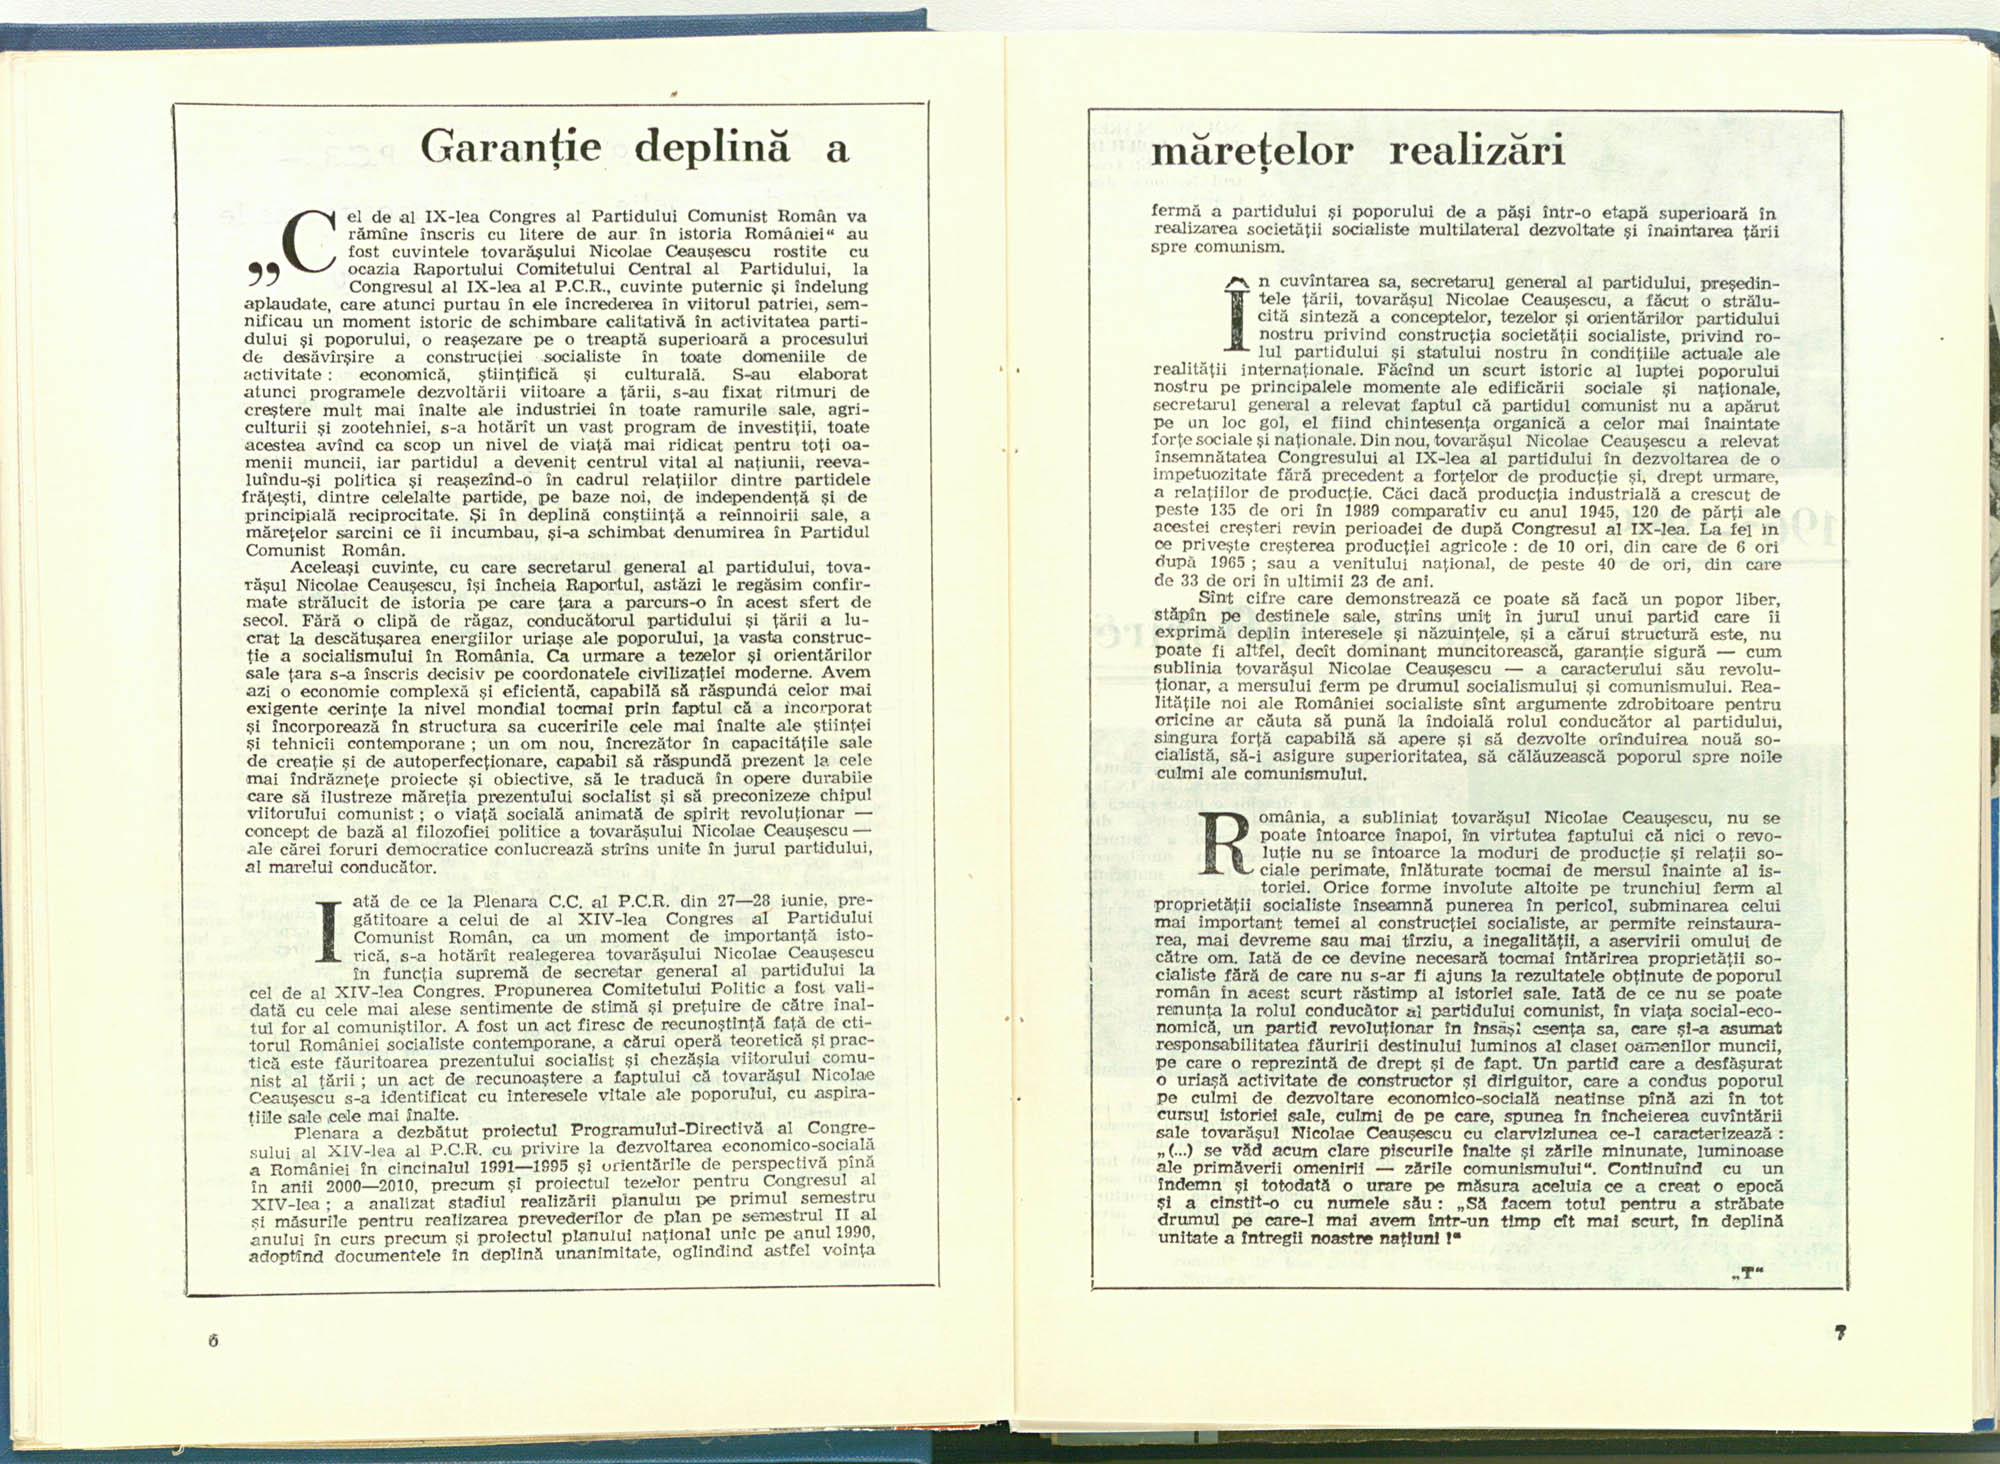 Garanție deplină a
„Cel de al IX-lea Congres al Partidului Comunist Român va
rămîne înscris cu litere de aur în istoria României“ au
fost cuvintele tovarășului Nicolae Ceaușescu rostite cu
ocazia Raportului Comitetului Central al Partidului, la
Congresul al IX-lea al P.C.R., cuvinte puternic și îndelung
aplaudate, care atunci purtau în ele încrederea în viitorul patriei, sem-
nificau un moment istoric de schimbare calitativă în activitatea parti-
dului și poporului, o reașezare pe o treaptă superioară a procesului
de desăvîrșire a construcției socialiste în toate domeniile de
activitate : economică, științifică și culturală. S-au elaborat
atunci programele dezvoltării viitoare a țării, s-au fixat ritmuri de
creștere mult mai înalte ale industriei în toate ramurile sale, agri-
culturii și zootehniei, s-a hotărît un vast program de investiții, toate
acestea avînd ca scop un nivel de viață mai ridicat pentru toți oa-
menii muncii, iar partidul a devenit centrul vital al națiunii, reeva-
luîndu-și politica și reașezînd-o în cadrul relațiilor dintre partidele
frățești, dintre celelalte partide, pe baze noi, de independență și de
principială reciprocitate. Și în deplină conștiință a reînnoirii sale, a
mărețelor sarcini ce îi incumbau, și-a schimbat denumirea în Partidul
Comunist Român.
Aceleași cuvinte, cu care secretarul general al partidului, tova-
rășul Nicolae Ceaușescu, își încheia Raportul, astăzi le regăsim confir-
mate strălucit de istoria pe care țara a parcurs-o în acest sfert de
secol. Fără o clipă de răgaz, conducătorul partidului și țării a lu-
crat la descătușarea energiilor uriașe ale poporului, la vasta construc-
ție a socialismului în România. Ca urmare a tezelor și orientărilor
sale țara s-a înscris decisiv pe coordonatele civilizației moderne. Avem
azi o economie complexă și eficientă, capabilă să răspundă celor mai
exigente cerințe la nivel mondial tocmai prin faptul că a incorporat
și încorporează în structura sa cuceririle cele mai înalte ale științei
și tehnicii contemporane ; un om nou, încrezător în capacitățile sale
de creație și de autoperfecționare, capabil să răspundă prezent la cele
mai îndrăznețe proiecte și obiective, să le traducă în opere durabile
care să ilustreze măreția prezentului socialist și să preconizeze chipul
viitorului comunist ; o viață socială animată de spirit revoluționar —
concept de bază al filozofiei politice a tovarășului Nicolae Ceaușescu —
ale cărei foruri democratice conlucrează strîns unite în jurul partidului,
al marelui conducător.
Iată de ce la Plenara C.C. al P.C.R. din 27—28 iunie, pre-
gătitoare a celui de al XIV-lea Congres al Partidului
Comunist Român, ca un moment de importanță isto-
rică, s-a hotărît realegerea tovarășului Nicolae Ceaușescu
în funcția supremă de secretar general al partidului la
cel de al XIV-lea Congres. Propunerea Comitetului Politic a fost vali-
dată cu cele mai alese sentimente de stimă și prețuire de către înal-
tul for al comuniștilor. A fost un act firesc de recunoștință față de cti-
torul României socialiste contemporane, a cărui operă teoretică și prac-
tică este făuritoarea prezentului socialist și chezășia viitorului comu-
nist al țării ; un act de recunoaștere a faptului că tovarășul Nicolae
Ceaușescu s-a identificat cu interesele vitale ale poporului, cu aspira-
țiile sale cele mai înalte.
Plenara a dezbătut proiectul Programului-Directivă al Congre-
sului al XIV-lea al P.C.R. cu privire la dezvoltarea economico-socială
a României în cincinalul 1991—1995 și orientările de perspectivă pînă
în anii 2000—2010, precum și proiectul tezelor pentru Congresul al
XIV-lea ; a analizat stadiul realizării planului pe primul semestru
și măsurile pentru realizarea prevederilor de plan pe semestrul II al
anului în curs precum și proiectul planului național unic pe anul 1990,
adoptînd documentele în deplină unanimitate, oglindind astfel voința
6
mărețelor realizări
fermă a partidului și poporului de a păși într-o etapă superioară în
realizarea societății socialiste multilateral dezvoltate și înaintarea țării
spre comunism.
În cuvîntarea sa, secretarul general al partidului, președin-
tele țării, tovarășul Nicolae Ceaușescu, a făcut o strălu-
cită sinteză a conceptelor, tezelor și orientărilor partidului
nostru privind construcția societății socialiste, privind ro-
lul partidului și statului nostru în condițiile actuale ale
realității internaționale. Făcînd un scurt istoric al luptei poporului
nostru pe principalele momente ale edificării sociale și naționale,
secretarul general a relevat faptul că partidul comunist nu a apărut
pe un loc gol, el fiind chintesența organică a celor mai înaintate
forțe sociale și naționale. Din nou, tovarășul Nicolae Ceaușescu a relevat
însemnătatea Congresului al IX-lea al partidului în dezvoltarea de o
impetuozitate fără precedent a forțelor de producție și, drept urmare,
a relațiilor de producție. Căci dacă producția industrială a crescut de
peste 135 de ori în 1989 comparativ cu anul 1945, 120 de părți ale
acestei creșteri revin perioadei de după Congresul al IX-lea. La fel în
ce privește creșterea producției agricole : de 10 ori, din care de 6 ori
după 1965 ; sau a venitului național, de peste 40 de ori, din care
de 33 de ori în ultimii 23 de ani.
Sînt cifre care demonstrează ce poate să facă un popor liber,
stăpîn pe destinele sale, strîns unit în jurul unui partid care îi
exprimă deplin interesele și năzuințele, și a cărui structură este, nu
poate fi altfel, decît dominant muncitorească, garanție sigură — cum
sublinia tovarășul Nicolae Ceaușescu — a caracterului său revolu-
ționar, a mersului ferm pe drumul socialismului și comunismului. Rea-
litățile noi ale României socialiste sînt argumente zdrobitoare pentru
oricine ar căuta să pună la îndoială rolul conducător al partidului,
singura forță capabilă să apere și să dezvolte orînduirea nouă so-
cialistă, să-i asigure superioritatea, să călăuzească poporul spre noile
culmi ale comunismului.
România, a subliniat tovarășul Nicolae Ceaușescu, nu se
poate întoarce înapoi, în virtutea faptului că nici o revo-
luție nu se întoarce la moduri de producție și relații so-
ciale perimate, înlăturate tocmai de mersul înainte al is-
toriei. Orice forme involute altoite pe trunchiul ferm al
proprietății socialiste înseamnă punerea în pericol, subminarea celui
mai important temei al construcției socialiste, ar permite reinstaura-
rea, mai devreme sau mai tîrziu, a inegalității, a aservirii omului de
către om. Iată de ce devine necesară tocmai întărirea proprietății so-
cialiste fără de care nu s-ar fi ajuns la rezultatele obținute de poporul
român în acest scurt răstimp al istoriei sale. Iată de ce nu se poate
renunța la rolul conducător al partidului comunist, în viața social-eco-
nomică, un partid revoluționar în însăși esența sa, care și-a asumat
responsabilitatea făuririi destinului luminos al clasei oamenilor muncii,
pe care o reprezintă de drept și de fapt. Un partid care a desfășurat
o uriașă activitate de constructor și diriguitor, care a condus poporul
pe culmi de dezvoltare economico-socială neatinse pînă azi în tot
cursul istoriei sale, culmi de pe care, spunea în încheierea cuvîntării
sale tovarășul Nicolae Ceaușescu cu clarviziunea ce-l caracterizează :
„(...) se văd acum clare piscurile înalte și zările minunate, luminoase
ale primăverii omenirii — zările comunismului“. Continuînd cu un
îndemn și totodată o urare pe măsura aceluia ce a creat o epocă
și a cinstit-o cu numele său : „Să facem totul pentru a străbate
drumul pe care-l mai avem într-un timp cît mai scurt, în deplină
unitate a întregii noastre națiuni !“
„T“
7